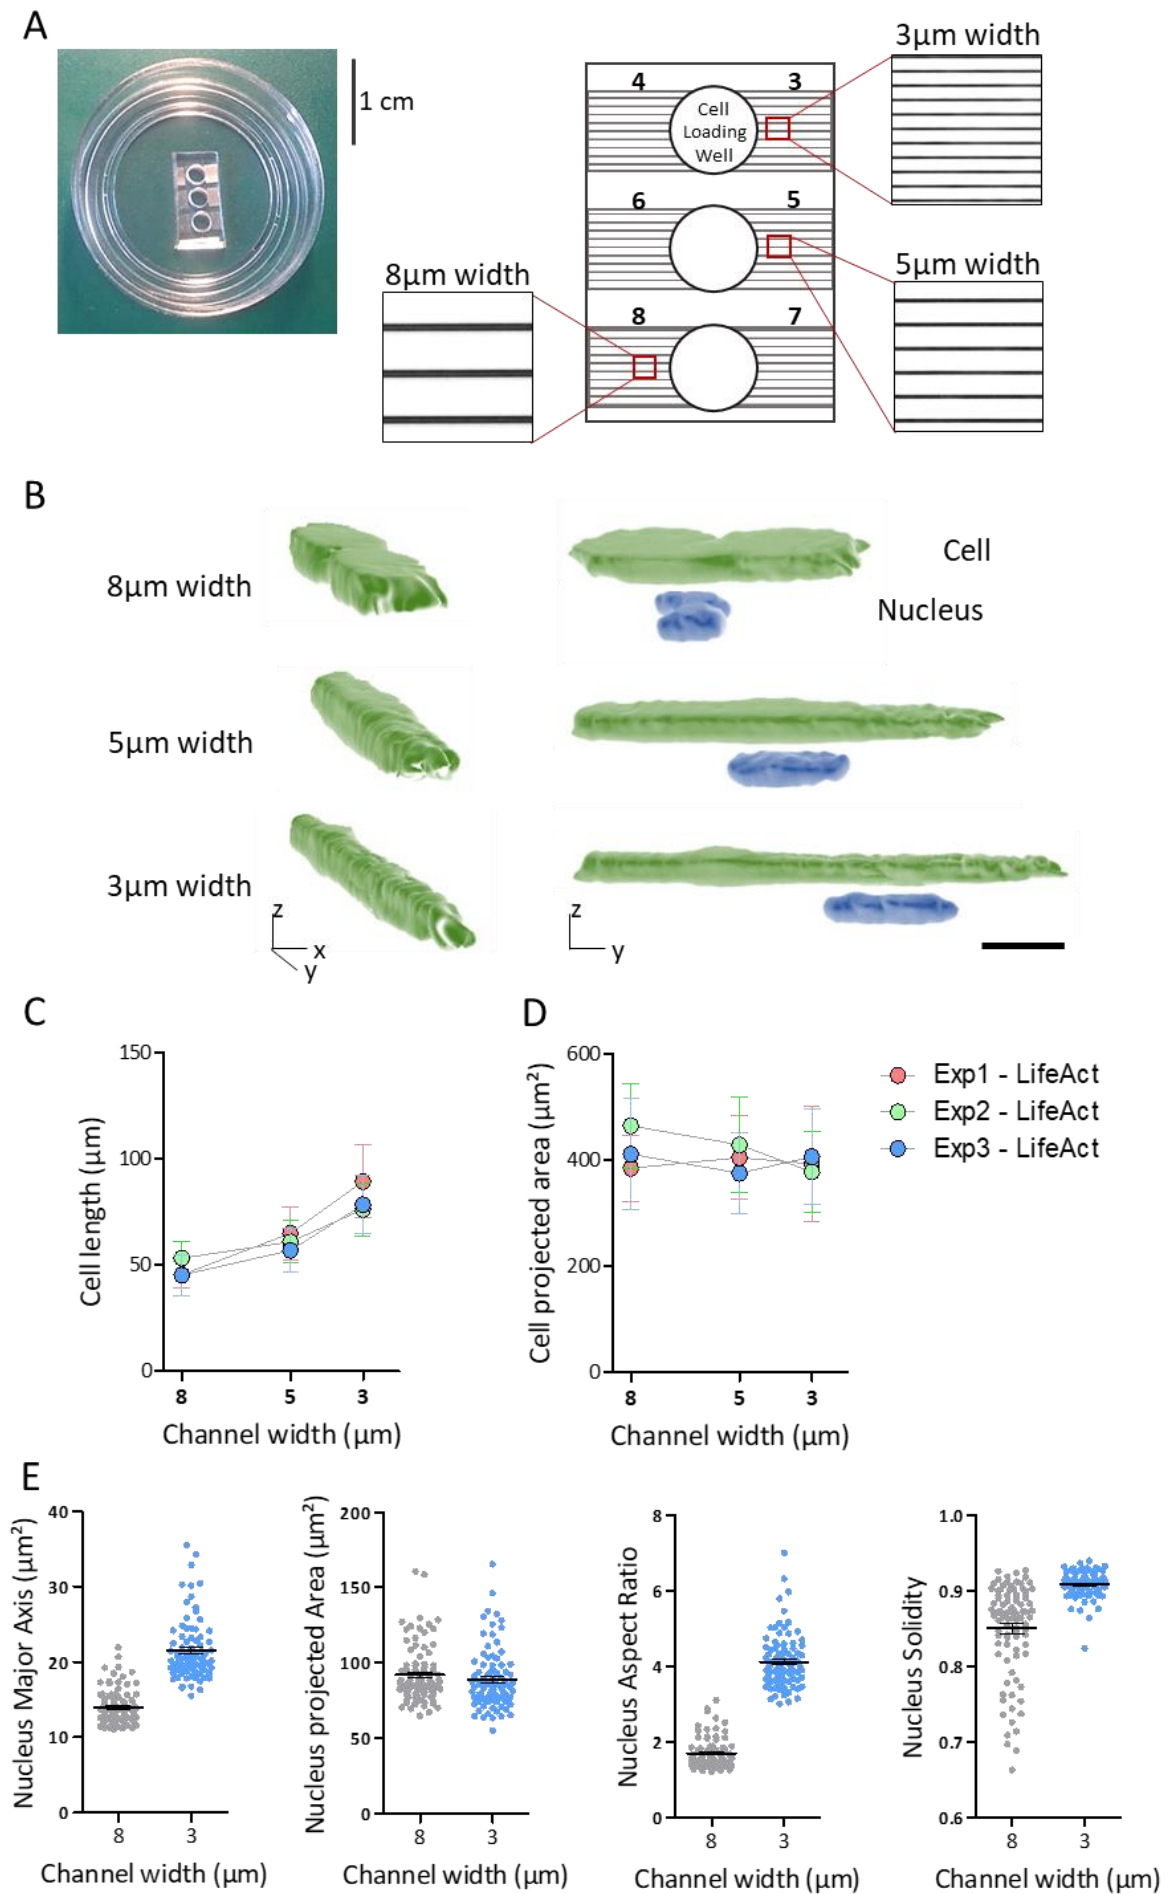 A
1 cm
3µm width
4 3
Cell
Loading
Well
6 5
5µm width
8µm width
8 7
B
8µm width
Cell
Nucleus
5µm width
3µm width
z
x
y
z
y
C
150
100
50
0
Cell length (µm)
8 5 3
Channel width (µm)
D
600
400
200
0
Cell projected area (µm²)
8 5 3
Channel width (µm)
Exp1 - LifeAct
Exp2 - LifeAct
Exp3 - LifeAct
E
40
30
20
10
0
Nucleus Major Axis (µm²)
8 3
Channel width (µm)
200
150
100
50
0
Nucleus projected Area (µm²)
8 3
Channel width (µm)
8
6
4
2
0
Nucleus Aspect Ratio
8 3
Channel width (µm)
1.0
0.9
0.8
0.7
0.6
Nucleus Solidity
8 3
Channel width (µm)